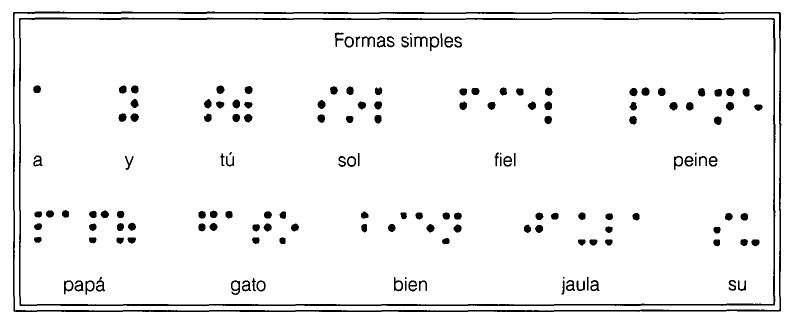 Formas simples
a y tú sol fiel peine
papá gato bien jaula su